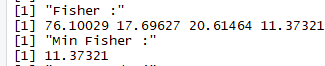 [1] "Fisher :"
[1] 76.10029 17.69627 20.61464 11.37321
[1] "Min Fisher :"
[1] 11.37321